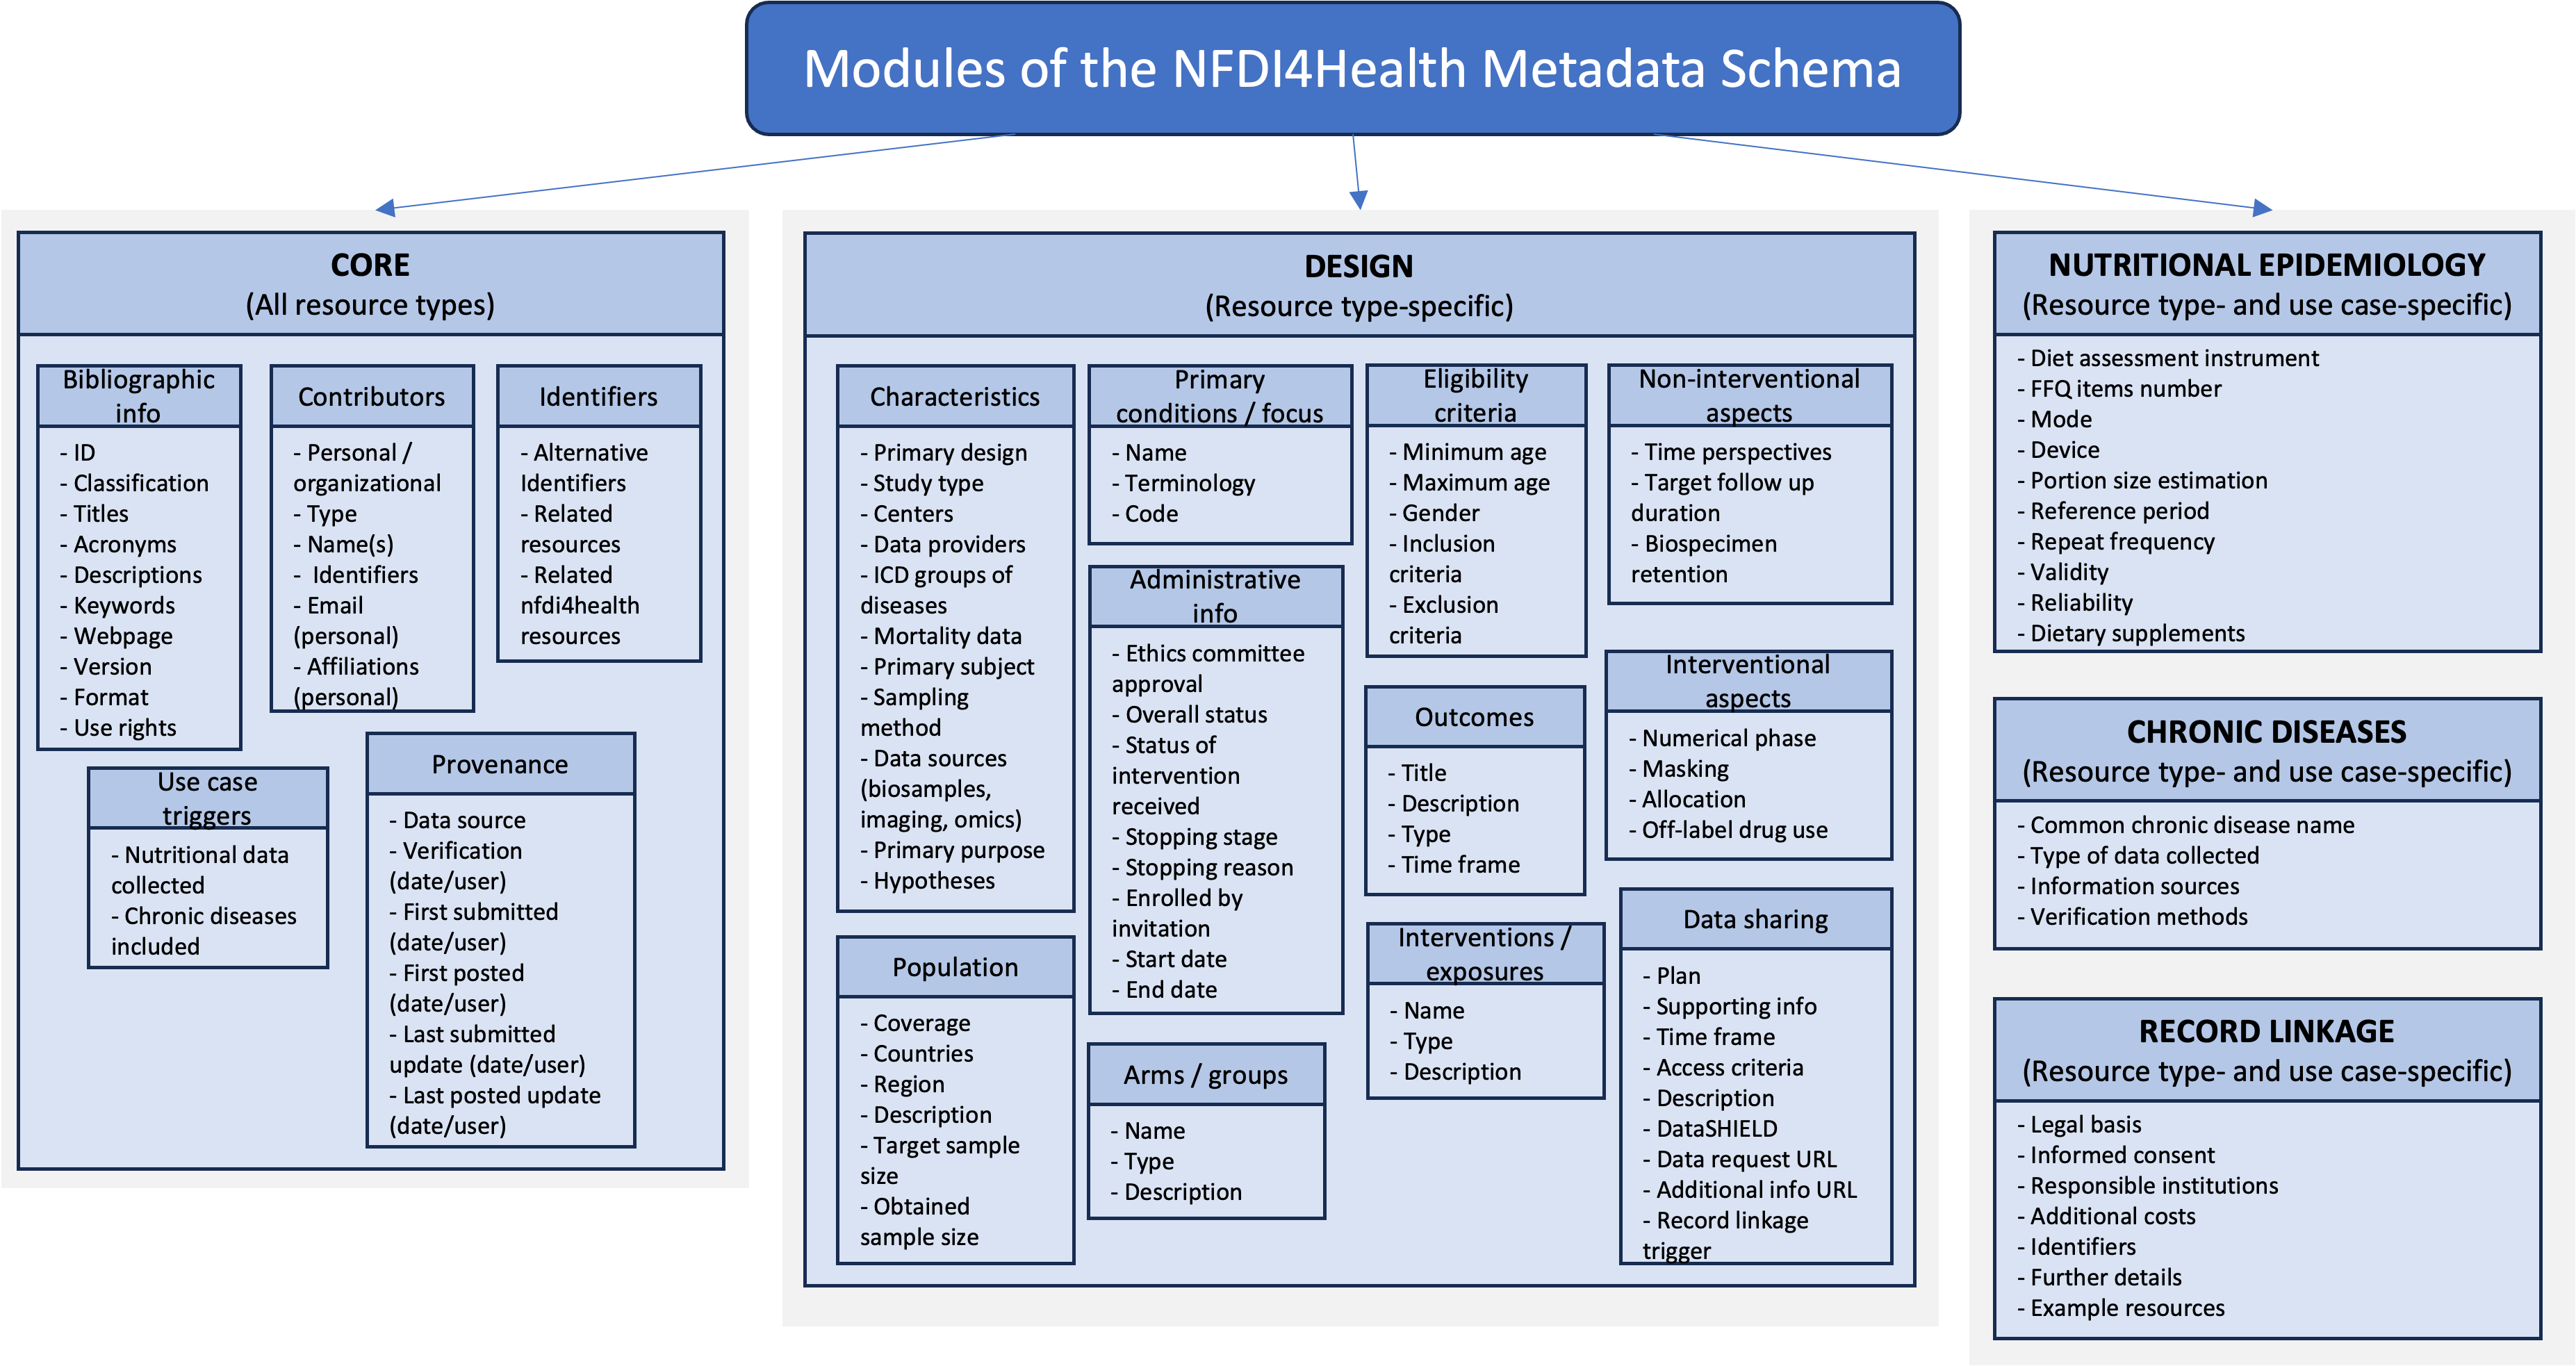 Modules of the NFDI4Health Metadata Schema
CORE
(All resource types)
Bibliographic
info
- ID
- Classification
- Titles
- Acronyms
- Descriptions
- Keywords
- Webpage
- Version
- Format
- Use rights
Contributors
- Personal /
organizational
- Type
- Name(s)
- Identifiers
- Email
(personal)
- Affiliations
(personal)
Identifiers
- Alternative
Identifiers
- Related
resources
- Related
nfdi4health
resources
Use case
triggers
- Nutritional data
collected
- Chronic diseases
included
Provenance
- Data source
- Verification
(date/user)
- First submitted
(date/user)
- First posted
(date/user)
- Last submitted
update (date/user)
- Last posted update
(date/user)
DESIGN
(Resource type-specific)
Characteristics
- Primary design
- Study type
- Centers
- Data providers
- ICD groups of
diseases
- Mortality data
- Primary subject
- Sampling
method
- Data sources
(biosamples,
imaging, omics)
- Primary purpose
- Hypotheses
Population
- Coverage
- Countries
- Region
- Description
- Target sample
size
- Obtained
sample size
Primary
conditions / focus
- Name
- Terminology
- Code
Administrative
info
- Ethics committee
approval
- Overall status
- Status of
intervention
received
- Stopping stage
- Stopping reason
- Enrolled by
invitation
- Start date
- End date
Arms / groups
- Name
- Type
- Description
Eligibility
criteria
- Minimum age
- Maximum age
- Gender
- Inclusion
criteria
- Exclusion
criteria
Outcomes
- Title
- Description
- Type
- Time frame
Interventions /
exposures
- Name
- Type
- Description
Non-interventional
aspects
- Time perspectives
- Target follow up
duration
- Biospecimen
retention
Interventional
aspects
- Numerical phase
- Masking
- Allocation
- Off-label drug use
Data sharing
- Plan
- Supporting info
- Time frame
- Access criteria
- Description
- DataSHIELD
- Data request URL
- Additional info URL
- Record linkage
trigger
NUTRITIONAL EPIDEMIOLOGY
(Resource type- and use case-specific)
- Diet assessment instrument
- FFQ items number
- Mode
- Device
- Portion size estimation
- Reference period
- Repeat frequency
- Validity
- Reliability
- Dietary supplements
CHRONIC DISEASES
(Resource type- and use case-specific)
- Common chronic disease name
- Type of data collected
- Information sources
- Verification methods
RECORD LINKAGE
(Resource type- and use case-specific)
- Legal basis
- Informed consent
- Responsible institutions
- Additional costs
- Identifiers
- Further details
- Example resources